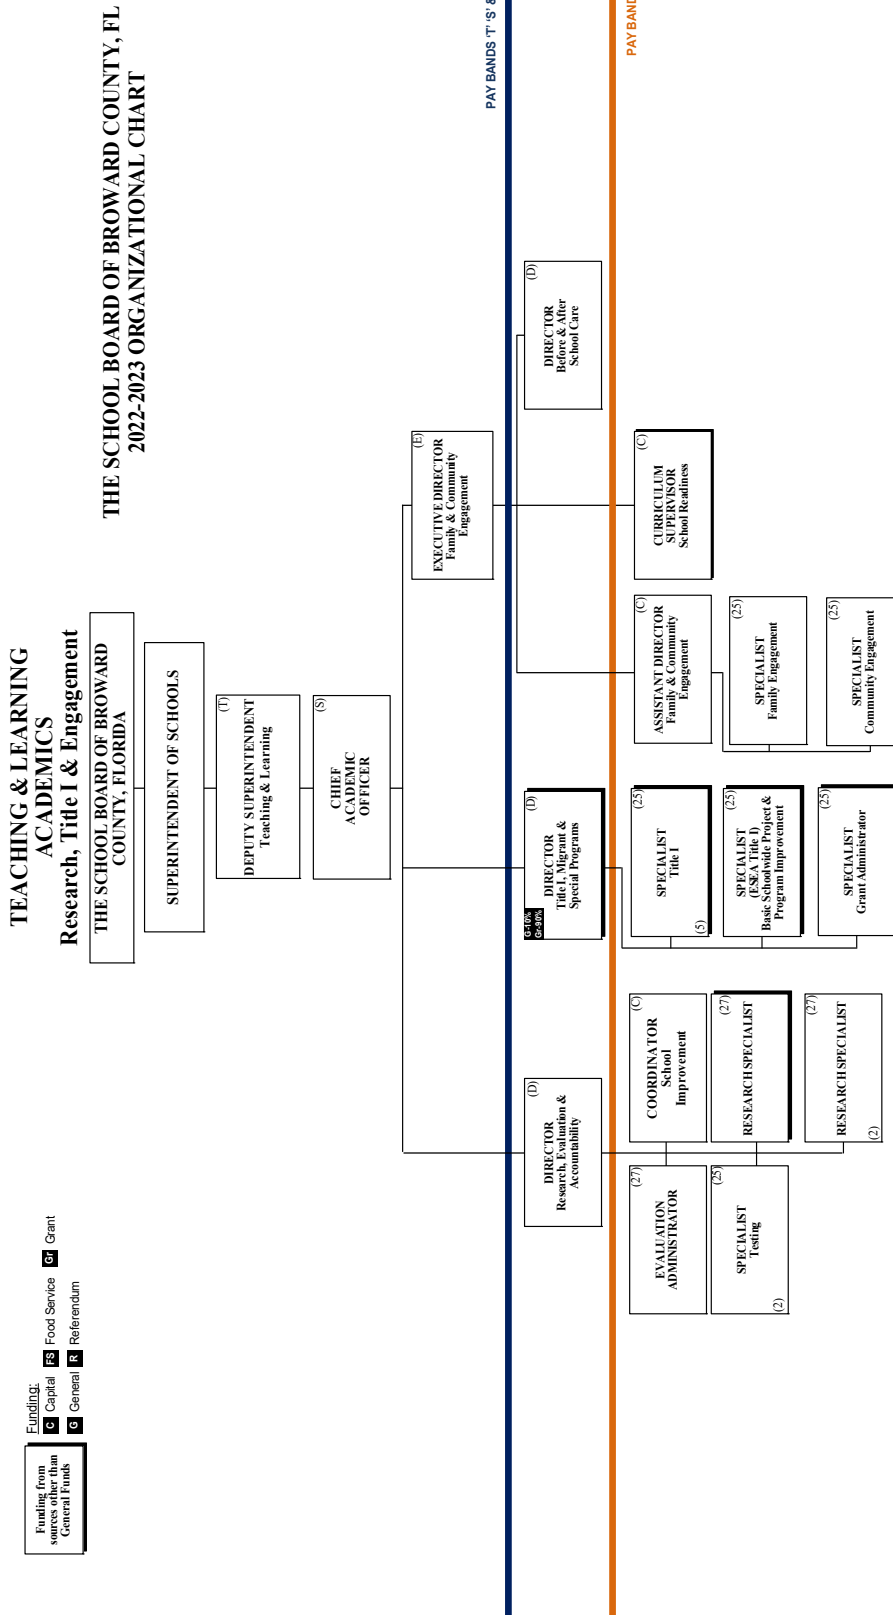 TEACHING & LEARNING
ACADEMICS
Research, Title I & Engagement
THE SCHOOL BOARD OF BROWARD COUNTY, FL
2022-2023 ORGANIZATIONAL CHART
Funding from
sources other than
General Funds
Funding:
C Capital FS Food Service Gr Grant
G General R Referendum
THE SCHOOL BOARD OF BROWARD
COUNTY, FLORIDA
SUPERINTENDENT OF SCHOOLS
(T)
DEPUTY SUPERINTENDENT
Teaching & Learning
(S)
CHIEF
ACADEMIC
OFFICER
(E)
EXECUTIVE DIRECTOR
Family & Community
Engagement
PAY BANDS 'T' 'S' &
(D)
DIRECTOR
Research, Evaluation &
Accountability
G-10%
Gr-90%
(D)
DIRECTOR
Title I, Migrant &
Special Programs
(D)
DIRECTOR
Before & After
School Care
PAY BAND
(27)
EVALUATION
ADMINISTRATOR
(C)
COORDINATOR
School
Improvement
(25)
SPECIALIST
Title I
(5)
(C)
ASSISTANT DIRECTOR
Family & Community
Engagement
(C)
CURRICULUM
SUPERVISOR
School Readiness
(25)
SPECIALIST
Testing
(2)
(27)
RESEARCH SPECIALIST
(25)
SPECIALIST
(ESEA Title I)
Basic Schoolwide Project &
Program Improvement
(25)
SPECIALIST
Family Engagement
(27)
RESEARCH SPECIALIST
(2)
(25)
SPECIALIST
Grant Administrator
(25)
SPECIALIST
Community Engagement